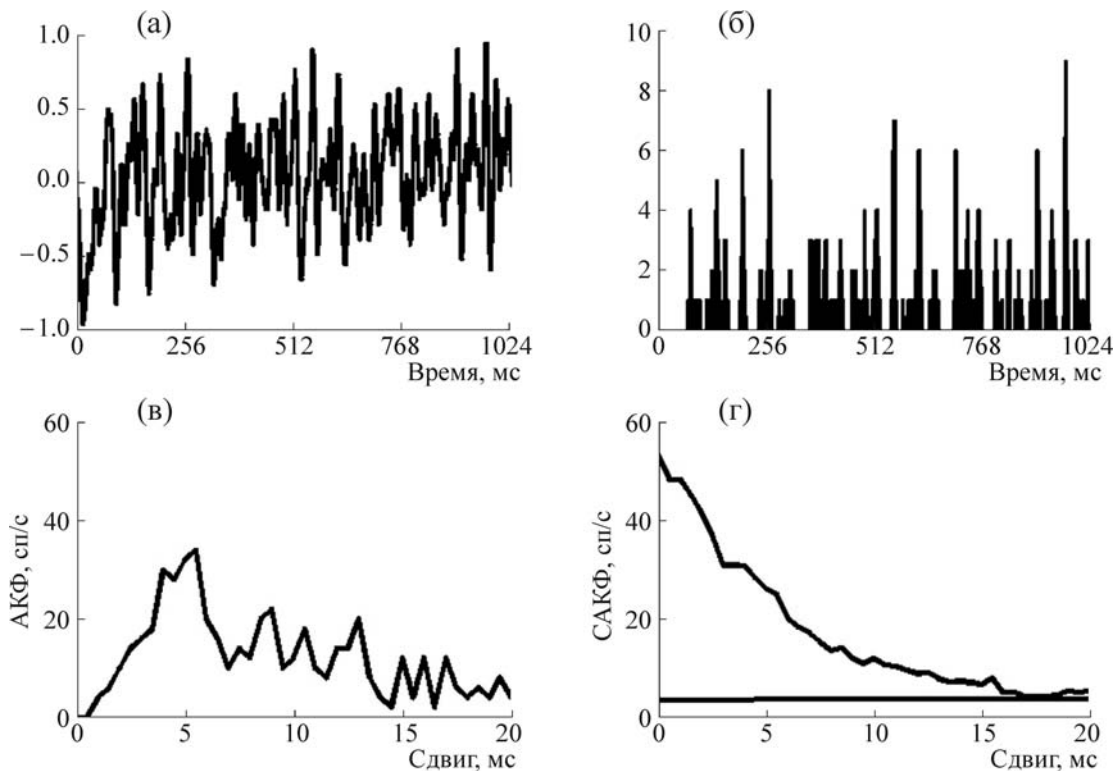 (а)
1.0
0.5
0.0
−0.5
−1.0
0 256 512 768 1024
Время, мс
(б)
10
8
6
4
2
0
0 256 512 768 1024
Время, мс
(в)
60
40
20
0
АКФ, сп/с
0 5 10 15 20
Сдвиг, мс
(г)
60
40
20
0
САКФ, сп/с
0 5 10 15 20
Сдвиг, мс